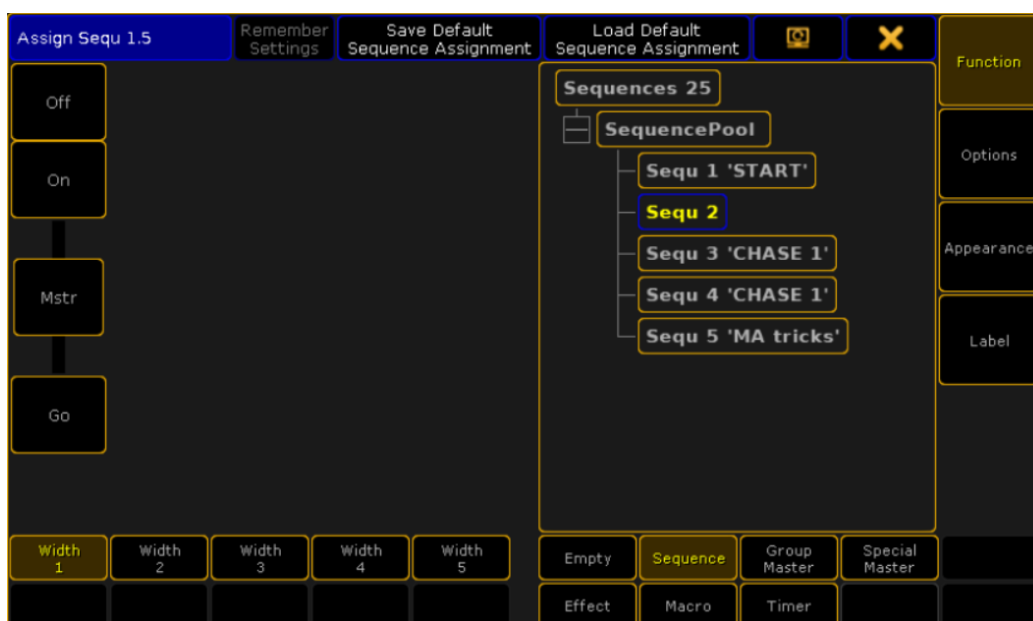 Assign Sequ 1.5
Remember
Settings
Save Default
Sequence Assignment
Load Default
Sequence Assignment
Function
Off
Sequences 25
SequencePool
Options
On
Sequ 1 'START'
Sequ 2
Appearance
Sequ 3 'CHASE 1'
Mstr
Sequ 4 'CHASE 1'
Sequ 5 'MA tricks'
Label
Go
Width
1
Width
2
Width
3
Width
4
Width
5
Empty
Sequence
Group
Master
Special
Master
Effect
Macro
Timer